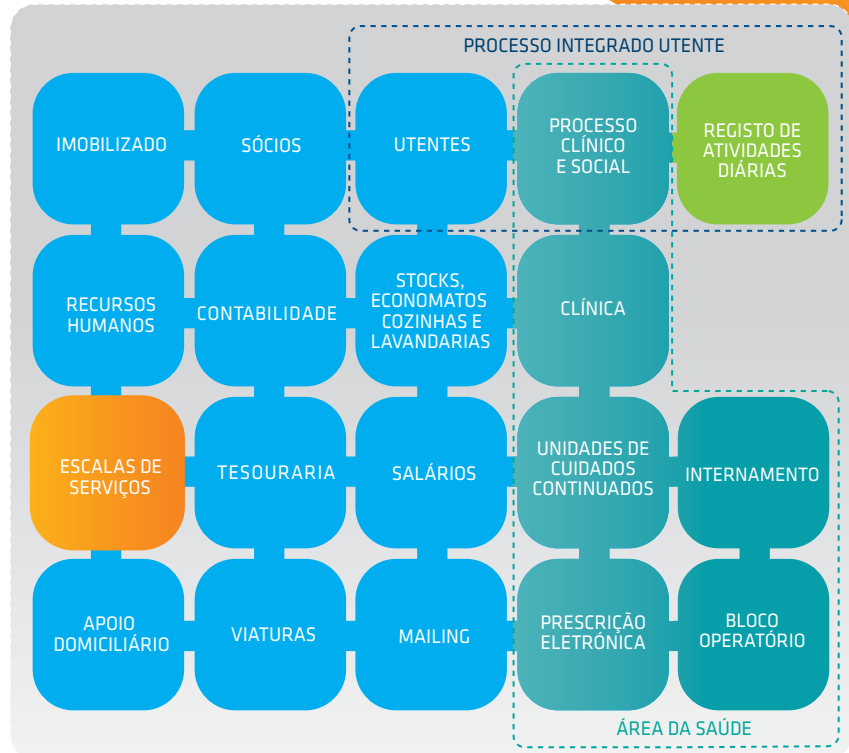 PROCESSO INTEGRADO UTENTE
IMOBILIZADO
SÓCIOS
UTENTES
PROCESSO
CLÍNICO
E SOCIAL
REGISTO DE
ATIVIDADES
DIÁRIAS
RECURSOS
HUMANOS
CONTABILIDADE
STOCKS,
ECONOMATOS
COZINHAS E
LAVANDARIAS
CLÍNICA
ESCALAS DE
SERVIÇOS
TESOURARIA
SALÁRIOS
UNIDADES DE
CUIDADOS
CONTINUADOS
INTERNAMENTO
APOIO
DOMICILIÁRIO
VIATURAS
MAILING
PRESCRIÇÃO
ELETRÓNICA
BLOCO
OPERATÓRIO
ÁREA DA SAÚDE